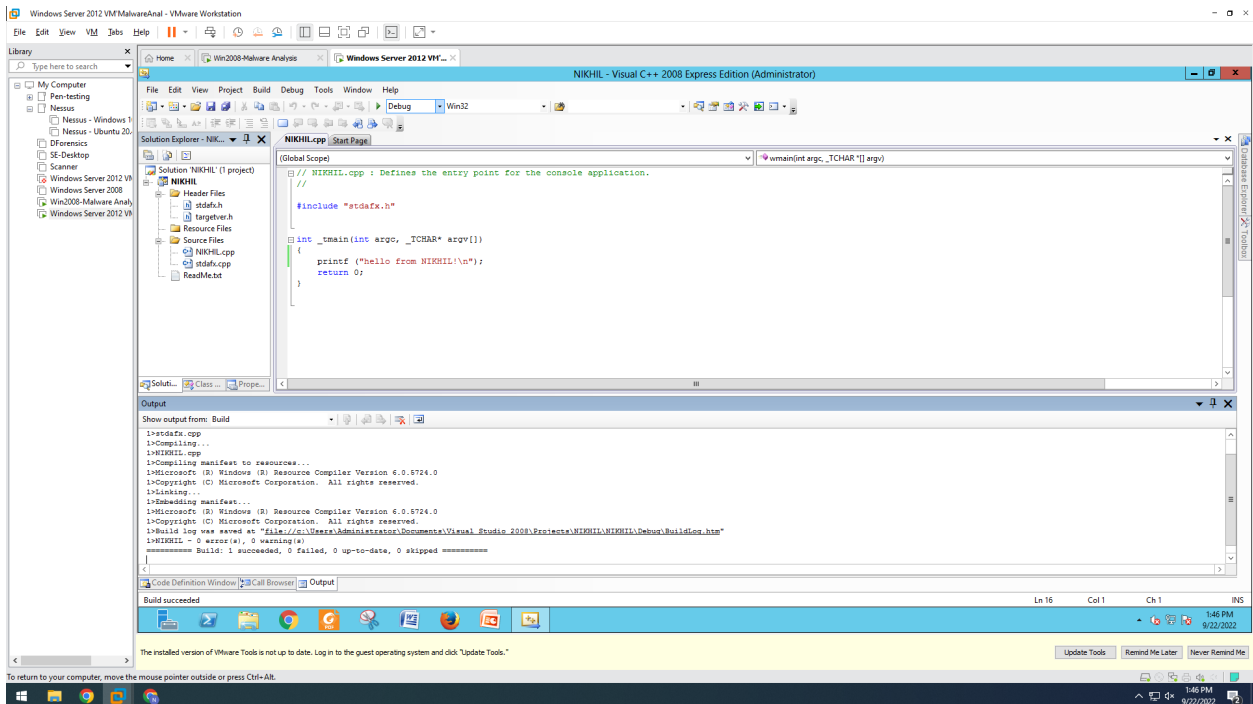 Windows Server 2012 VM'MalwareAnal - VMware Workstation
File Edit View VM Tabs Help
Library
Type here to search
My Computer
Pen-testing
Nessus
Nessus - Windows 1
Nessus - Ubuntu 20.
DForensics
SE-Desktop
Scanner
Windows Server 2012 VM
Windows Server 2008
Win2008-Malware Analy
Windows Server 2012 VM
Home Win2008-Malware Analysis Windows Server 2012 VM'...
NIKHIL - Visual C++ 2008 Express Edition (Administrator)
File Edit View Project Build Debug Tools Window Help
Debug Win32
Solution Explorer - NIK...
Solution 'NIKHIL' (1 project)
NIKHIL
Header Files
stdafx.h
targetver.h
Resource Files
Source Files
NIKHIL.cpp
stdafx.cpp
ReadMe.txt
Soluti... Class ... Prope...
NIKHIL.cpp Start Page
(Global Scope) wmain(int argc, _TCHAR *[] argv)
// NIKHIL.cpp : Defines the entry point for the console application.
//
#include "stdafx.h"
int _tmain(int argc, _TCHAR* argv[])
{
printf ("hello from NIKHIL!\n");
return 0;
}
Database Explorer Toolbox
Output
Show output from: Build
1>stdafx.cpp
1>Compiling...
1>NIKHIL.cpp
1>Compiling manifest to resources...
1>Microsoft (R) Windows (R) Resource Compiler Version 6.0.5724.0
1>Copyright (C) Microsoft Corporation. All rights reserved.
1>Linking...
1>Embedding manifest...
1>Microsoft (R) Windows (R) Resource Compiler Version 6.0.5724.0
1>Copyright (C) Microsoft Corporation. All rights reserved.
1>Build log was saved at "file://c:\Users\Administrator\Documents\Visual Studio 2008\Projects\NIKHIL\NIKHIL\Debug\BuildLog.htm"
1>NIKHIL - 0 error(s), 0 warning(s)
========== Build: 1 succeeded, 0 failed, 0 up-to-date, 0 skipped ==========
Code Definition Window Call Browser Output
Build succeeded Ln 16 Col 1 Ch 1 INS
1:46 PM
9/22/2022
The installed version of VMware Tools is not up to date. Log in to the guest operating system and click "Update Tools."
Update Tools Remind Me Later Never Remind Me
To return to your computer, move the mouse pointer outside or press Ctrl+Alt.
1:46 PM
9/22/2022